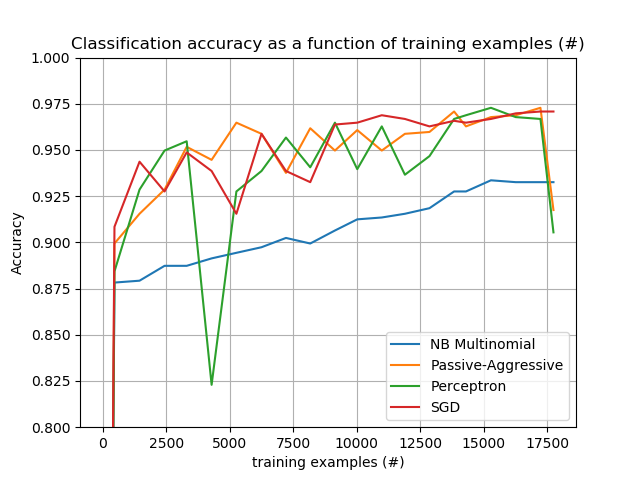 Classification accuracy as a function of training examples (#)
1.000
0.975
0.950
0.925
0.900
0.875
0.850
0.825
0.800
Accuracy
NB Multinomial
Passive-Aggressive
Perceptron
SGD
0 2500 5000 7500 10000 12500 15000 17500
training examples (#)